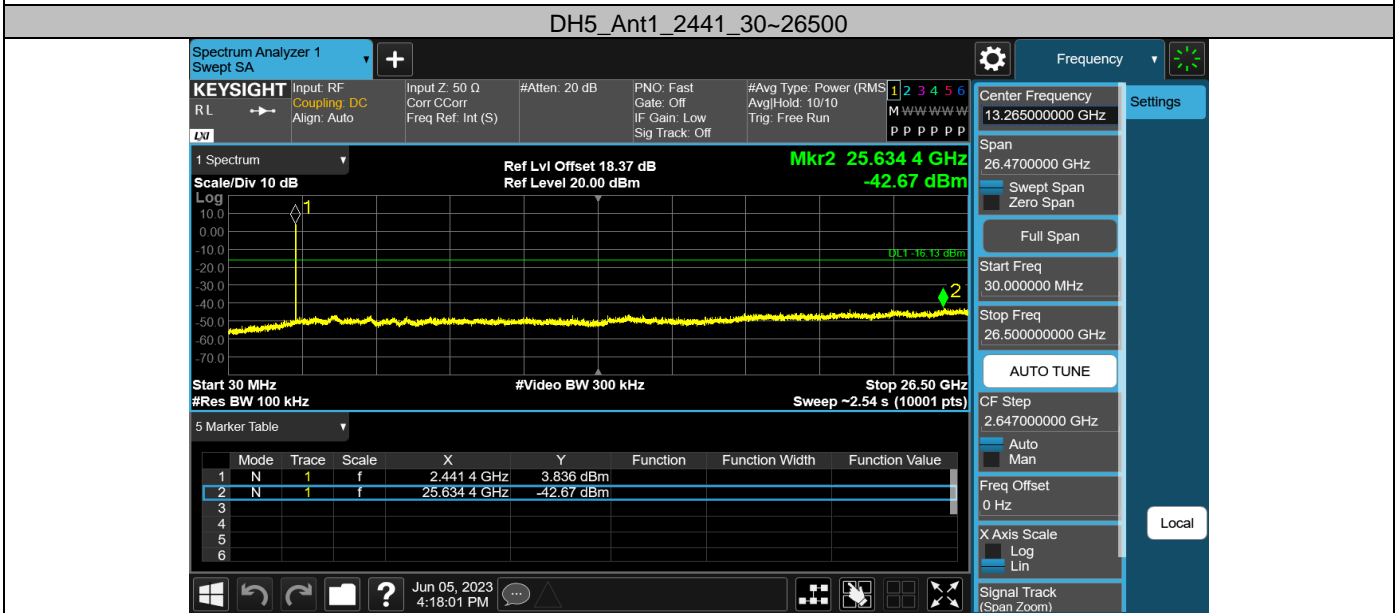 DH5_Ant1_2441_30~26500
Spectrum Analyzer 1
Swept SA
Frequency
KEYSIGHT
RL
LXI
Input: RF
Coupling: DC
Align: Auto
Input Z: 50 Ω
Corr CCorr
Freq Ref: Int (S)
#Atten: 20 dB
PNO: Fast
Gate: Off
IF Gain: Low
Sig Track: Off
#Avg Type: Power (RMS
Avg|Hold: 10/10
Trig: Free Run
1 2 3 4 5 6
M W W W W W
P P P P P P
1 Spectrum
Scale/Div 10 dB
Ref Lvl Offset 18.37 dB
Ref Level 20.00 dBm
Mkr2 25.634 4 GHz
-42.67 dBm
Log
10.0
0.00
-10.0
-20.0
-30.0
-40.0
-50.0
-60.0
-70.0
1
DL1 -16.13 dBm
2
Start 30 MHz
#Res BW 100 kHz
#Video BW 300 kHz
Stop 26.50 GHz
Sweep ~2.54 s (10001 pts)
5 Marker Table
Mode Trace Scale X Y Function Function Width Function Value
1 N 1 f 2.441 4 GHz 3.836 dBm
2 N 1 f 25.634 4 GHz -42.67 dBm
3
4
5
6
Jun 05, 2023
4:18:01 PM
Center Frequency
13.265000000 GHz
Settings
Span
26.4700000 GHz
Swept Span
Zero Span
Full Span
Start Freq
30.000000 MHz
Stop Freq
26.500000000 GHz
AUTO TUNE
CF Step
2.647000000 GHz
Auto
Man
Freq Offset
0 Hz
Local
X Axis Scale
Log
Lin
Signal Track
(Span Zoom)